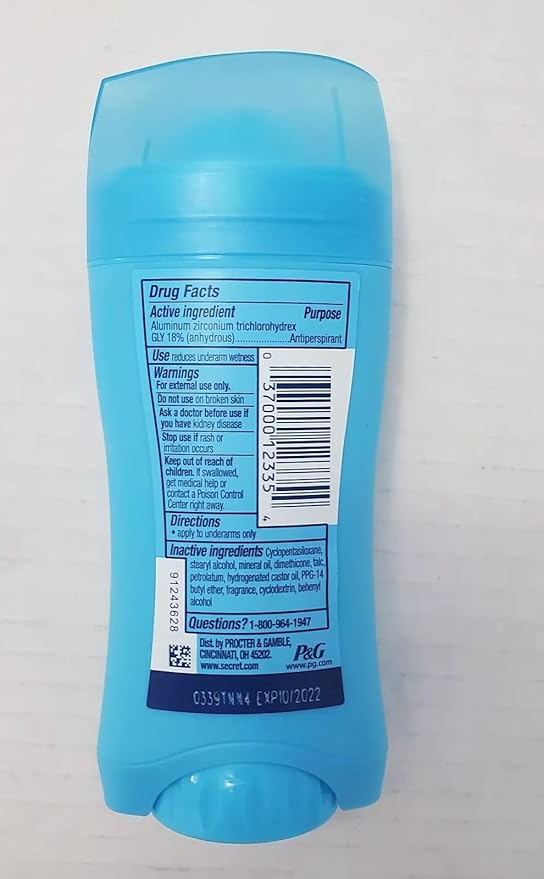 Drug Facts
Active ingredient Purpose
Aluminum zirconium trichlorohydrex
GLY 18% (anhydrous)......................Antiperspirant
Use reduces underarm wetness
Warnings
For external use only.
Do not use on broken skin
Ask a doctor before use if
you have kidney disease
Stop use if rash or
irritation occurs
Keep out of reach of
children. If swallowed,
get medical help or
contact a Poison Control
Center right away.
0 37000 12335 4
Directions
• apply to underarms only
Inactive ingredients Cyclopentasiloxane,
stearyl alcohol, mineral oil, dimethicone, talc,
petrolatum, hydrogenated castor oil, PPG-14
butyl ether, fragrance, cyclodextrin, behenyl
alcohol
91243628
Questions? 1-800-964-1947
Dist. by PROCTER & GAMBLE,
CINCINNATI, OH 45202.
www.secret.com
P&G
www.pg.com
0339TNN4 EXP10/2022